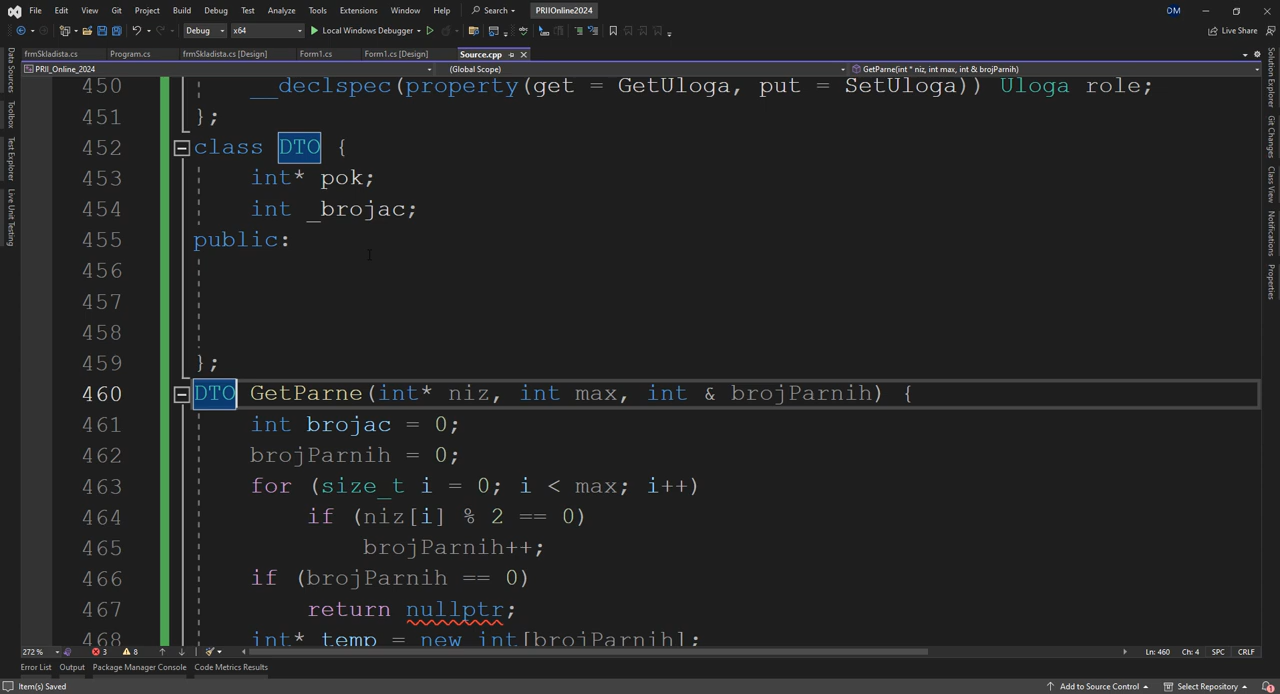 File Edit View Git Project Build Debug Test Analyze Tools Extensions Window Help Search PRIIOnline2024 DM
Debug x64 Local Windows Debugger Live Share
frmSkladista.cs Program.cs frmSkladista.cs [Design] Form1.cs Form1.cs [Design] Source.cpp
PRII_Online_2024 (Global Scope) GetParne(int * niz, int max, int & brojParnih)
450 __declspec(property(get = GetUloga, put = SetUloga)) Uloga role;
451 };
452 class DTO {
453 int* pok;
454 int _brojac;
455 public:
456
457
458
459 };
460 DTO GetParne(int* niz, int max, int & brojParnih) {
461 int brojac = 0;
462 brojParnih = 0;
463 for (size_t i = 0; i < max; i++)
464 if (niz[i] % 2 == 0)
465 brojParnih++;
466 if (brojParnih == 0)
467 return nullptr;
468 int* temp = new int[brojParnih];
272 % 3 8 Ln: 460 Ch: 4 SPC CRLF
Error List Output Package Manager Console Code Metrics Results
Item(s) Saved Add to Source Control Select Repository
Data Sources
Toolbox
Test Explorer
Live Unit Testing
Solution Explorer
Git Changes
Class View
Notifications
Properties